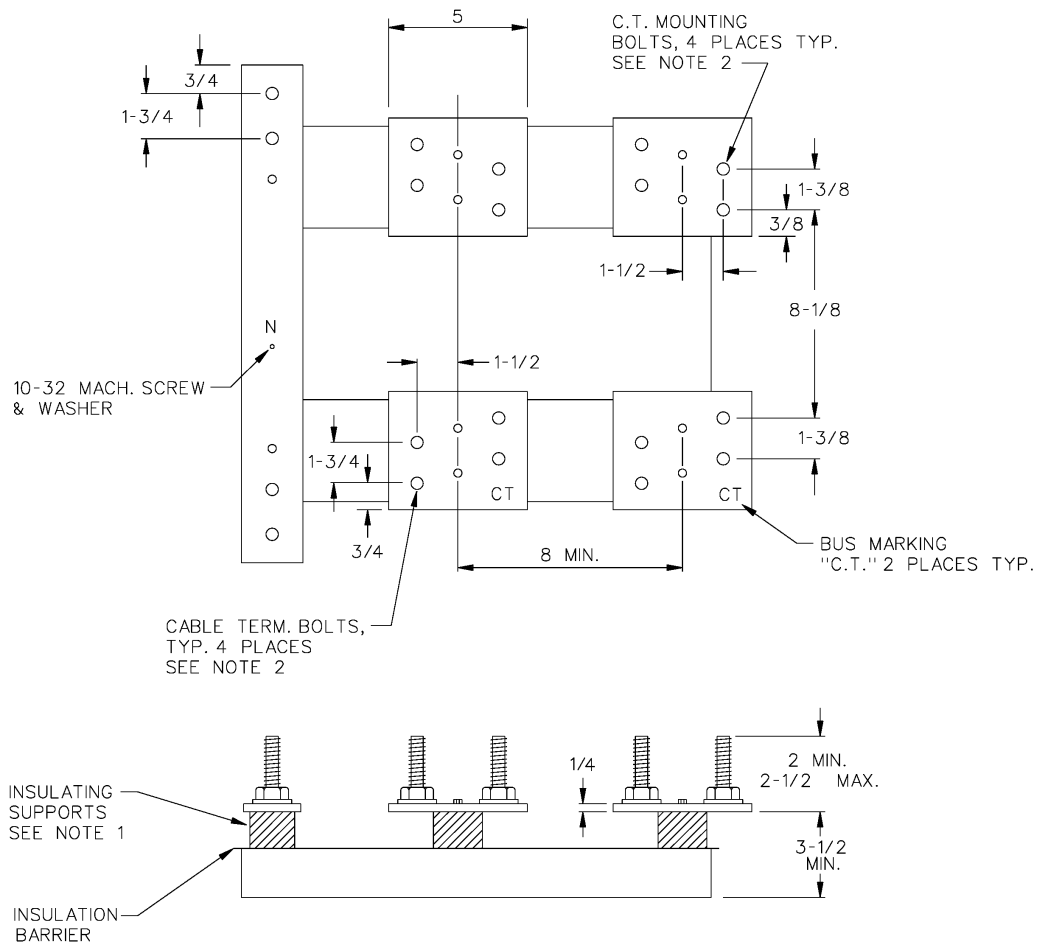 5
C.T. MOUNTING
BOLTS, 4 PLACES TYP.
SEE NOTE 2
3/4
1-3/4
1-3/8
3/8
1-1/2
8-1/8
N
10-32 MACH. SCREW
& WASHER
1-1/2
1-3/4
1-3/8
CT
CT
3/4
8 MIN.
BUS MARKING
"C.T." 2 PLACES TYP.
CABLE TERM. BOLTS,
TYP. 4 PLACES
SEE NOTE 2
1/4
2 MIN.
2-1/2 MAX.
INSULATING
SUPPORTS
SEE NOTE 1
3-1/2
MIN.
INSULATION
BARRIER